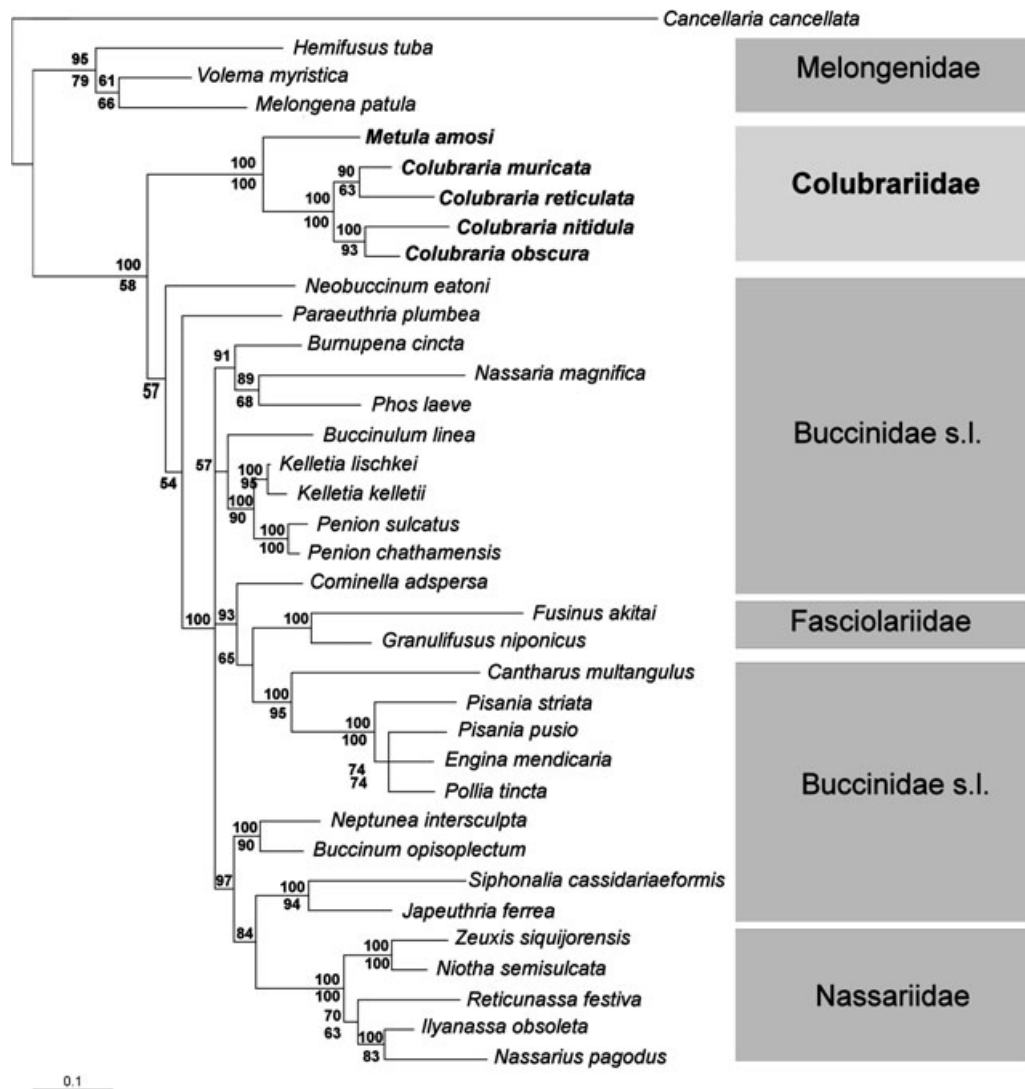 Cancellaria cancellata
Hemifusus tuba
95
79
61
Volema myristica
66
Melongena patula
Melongenidae
Metula amosi
100
100
90
Colubraria muricata
63
Colubraria reticulata
100
100
100
Colubraria nitidula
93
Colubraria obscura
Colubrariidae
100
58
Neobuccinum eatoni
Paraeuthria plumbea
Burnupena cincta
91
89
Nassaria magnifica
68
Phos laeve
57
Buccinulum linea
57
Kelletia lischkei
100
95
54
Kelletia kelletii
100
90
Penion sulcatus
100
100
Penion chathamensis
Buccinidae s.l.
Cominella adspersa
100
93
65
Fusinus akitai
100
Granulifusus niponicus
Fasciolariidae
Cantharus multangulus
100
95
Pisania striata
100
100
Pisania pusio
Engina mendicaria
74
74
Pollia tincta
Buccinidae s.l.
Neptunea intersculpta
100
90
Buccinum opisoplectum
97
Siphonalia cassidariaeformis
100
94
Japeuthria ferrea
84
Zeuxis siquijorensis
100
100
Niotha semisulcata
100
100
Reticunassa festiva
70
63
Ilyanassa obsoleta
100
83
Nassarius pagodus
Nassariidae
0.1